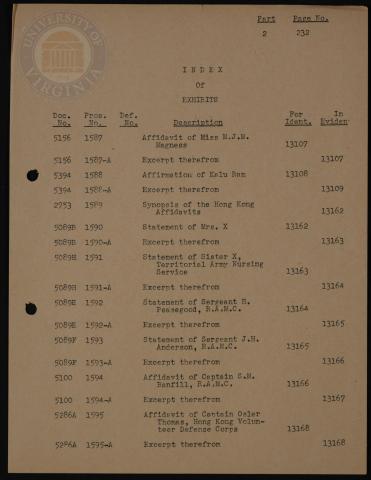 UNIVERSITY OF VIRGINIA
Part Page No.
2 232
I N D E X
Of
EXHIBITS
Doc. Pros. Def. For In
No. No. No. Description Ident. Eviden
5156 1587 Affidavit of Miss M.J.M.
Magness 13107
5156 1587-A Excerpt therefrom 13107
5394 1588 Affirmation of Kalu Ram 13108
5394 1588-A Excerpt therefrom 13109
2753 1589 Synopsis of the Hong Kong
Affidavits 13162
5089B 1590 Statement of Mrs. X 13162
5089B 1590-A Excerpt therefrom 13163
5089H 1591 Statement of Sister X,
Territorial Army Nursing
Service 13163
5089H 1591-A Excerpt therefrom 13164
5089E 1592 Statement of Sergeant H.
Peasegood, R.A.M.C. 13164
5089E 1592-A Excerpt therefrom 13165
5089F 1593 Statement of Sergeant J.H.
Anderson, R.A.M.C. 13165
5089F 1593-A Excerpt therefrom 13166
5100 1594 Affidavit of Captain S.M.
Banfill, R.A.M.C. 13166
5100 1594-A Excerpt therefrom 13167
5286A 1595 Affidavit of Captain Osler
Thomas, Hong Kong Volun-
teer Defense Corps 13168
5286A 1595-A Excerpt therefrom 13168